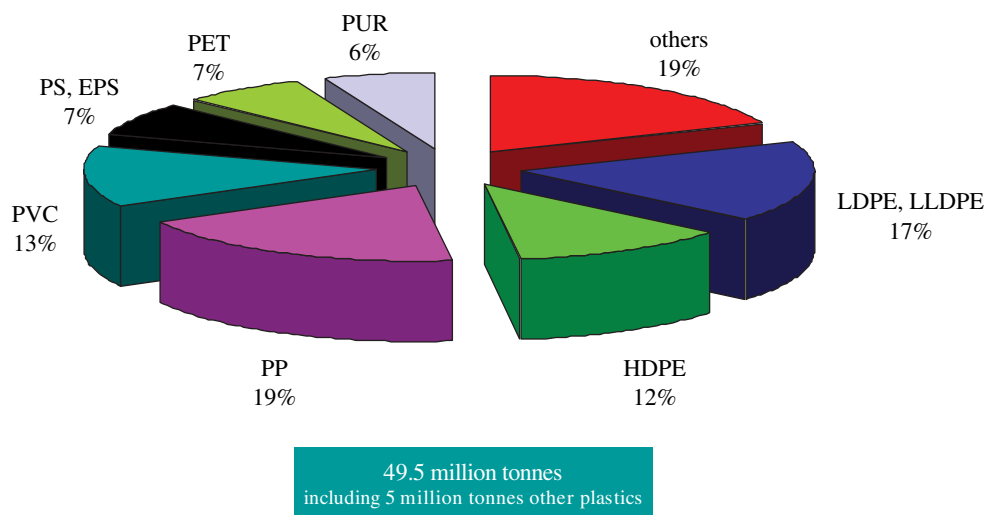 PUR
6%
PET
7%
PS, EPS
7%
PVC
13%
PP
19%
HDPE
12%
LDPE, LLDPE
17%
others
19%
49.5 million tonnes
including 5 million tonnes other plastics